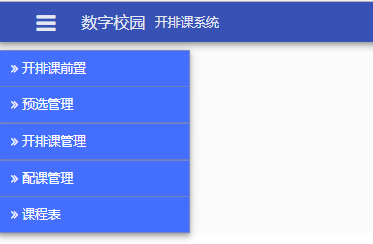 数字校园 开排课系统
» 开排课前置
» 预选管理
» 开排课管理
» 配课管理
» 课程表